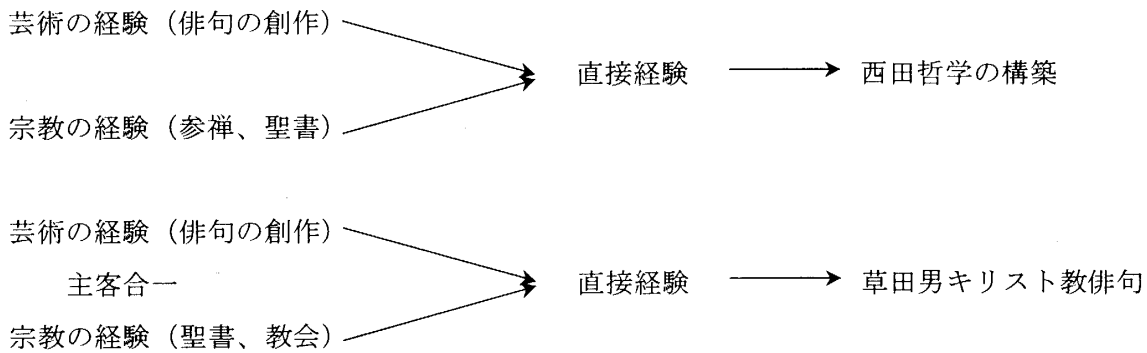 芸術の経験（俳句の創作）
直接経験
西田哲学の構築
宗教の経験（参禅、聖書）
芸術の経験（俳句の創作）
主客合一
直接経験
草田男キリスト教俳句
宗教の経験（聖書、教会）